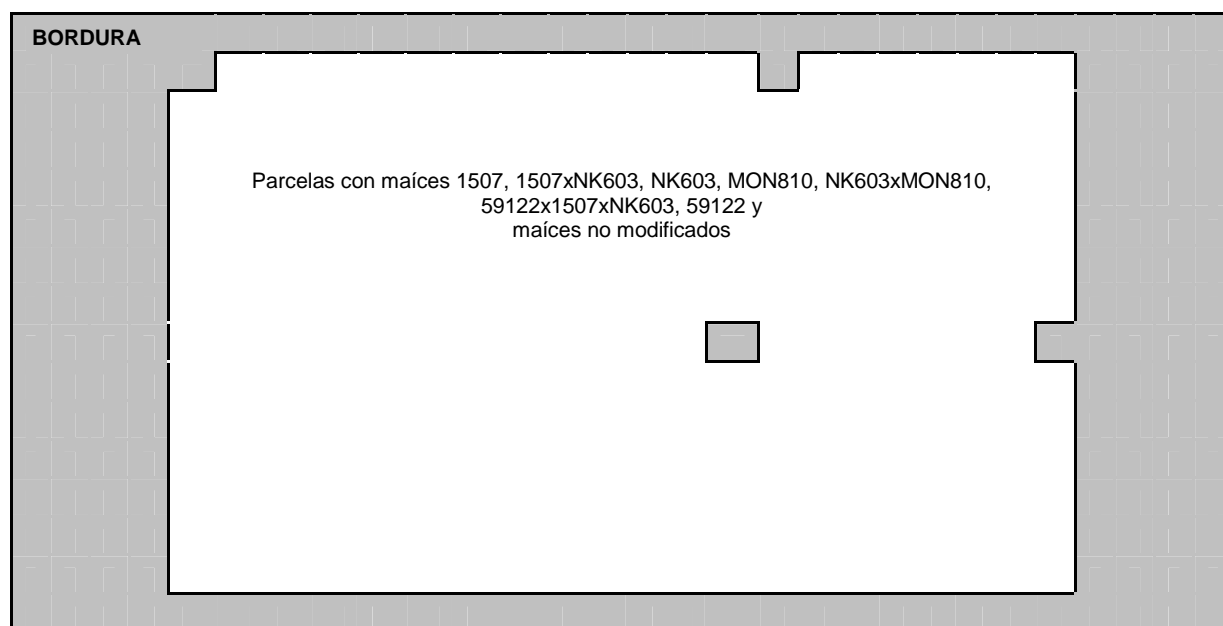 BORDURA
Parcelas con maíces 1507, 1507xNK603, NK603, MON810, NK603xMON810,
59122x1507xNK603, 59122 y
maíces no modificados